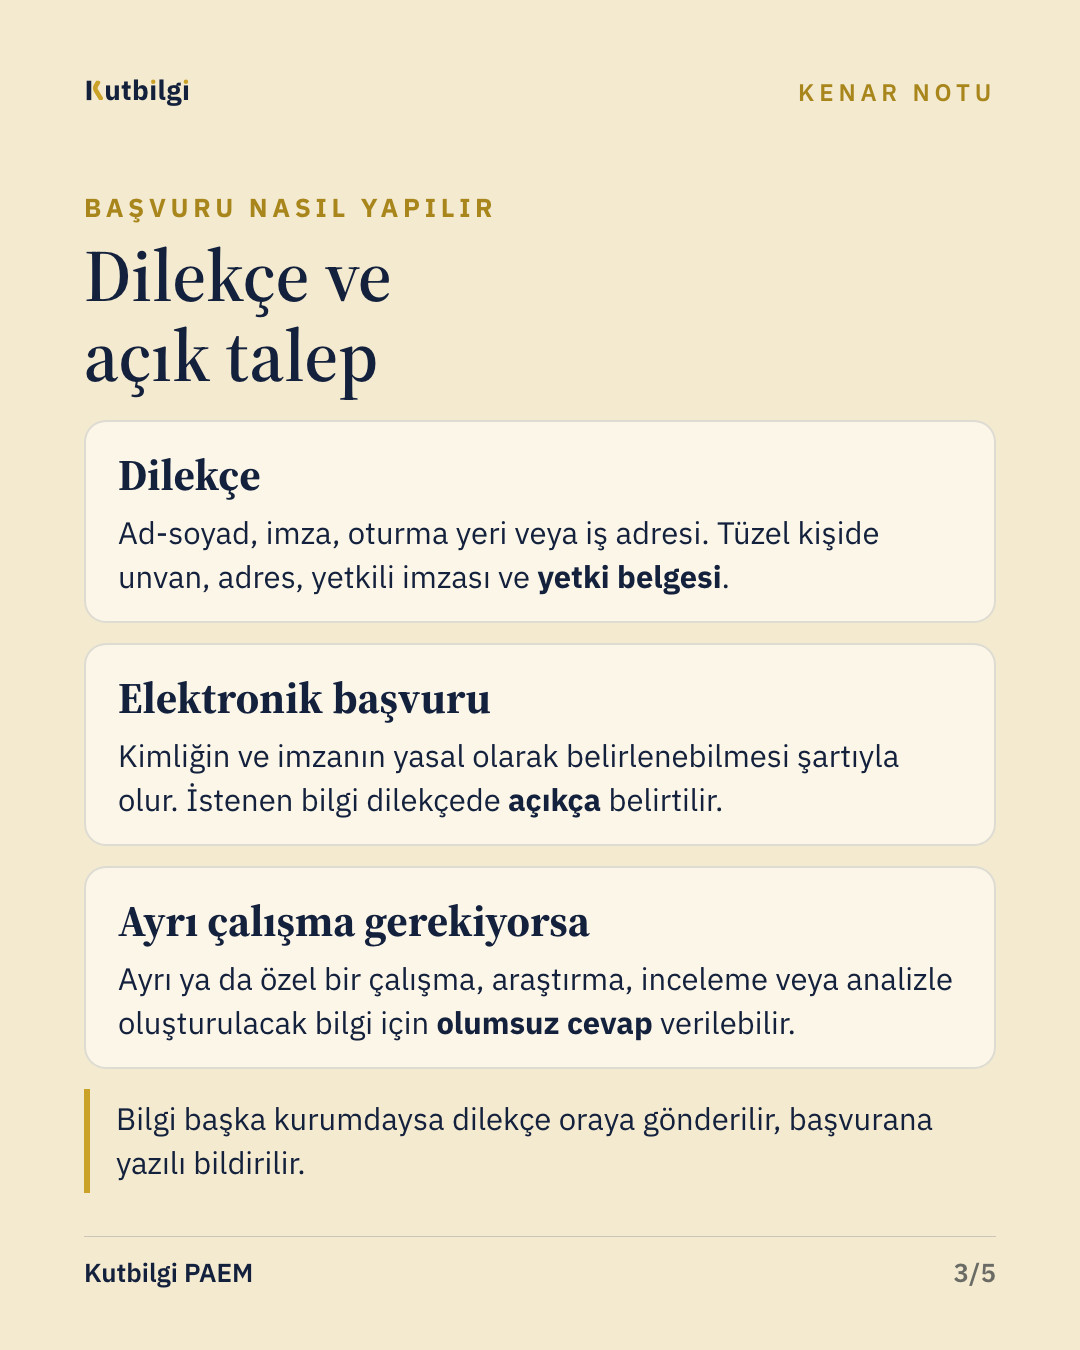 Kutbilgi
KENAR NOTU
BAŞVURU NASIL YAPILIR
Dilekçe ve
açık talep
Dilekçe
Ad-soyad, imza, oturma yeri veya iş adresi. Tüzel kişide
unvan, adres, yetkili imzası ve yetki belgesi.
Elektronik başvuru
Kimliğin ve imzanın yasal olarak belirlenebilmesi şartıyla
olur. İstenen bilgi dilekçede açıkça belirtilir.
Ayrı çalışma gerekiyorsa
Ayrı ya da özel bir çalışma, araştırma, inceleme veya analizle
oluşturulacak bilgi için olumsuz cevap verilebilir.
Bilgi başka kurumdaysa dilekçe oraya gönderilir, başvurana
yazılı bildirilir.
Kutbilgi PAEM
3/5